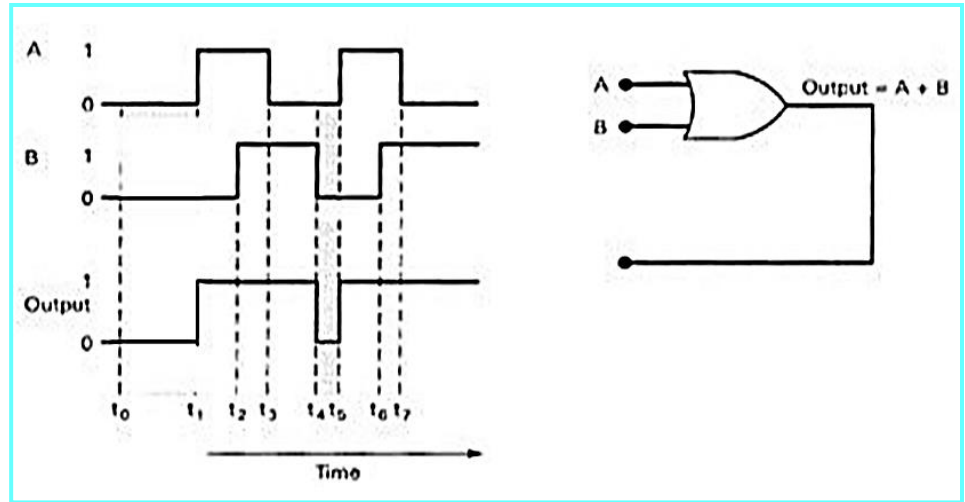 A 1
0
B 1
0
Output 1
0
t0 t1 t2 t3 t4 t5 t6 t7
Time
A
Output = A + B
B